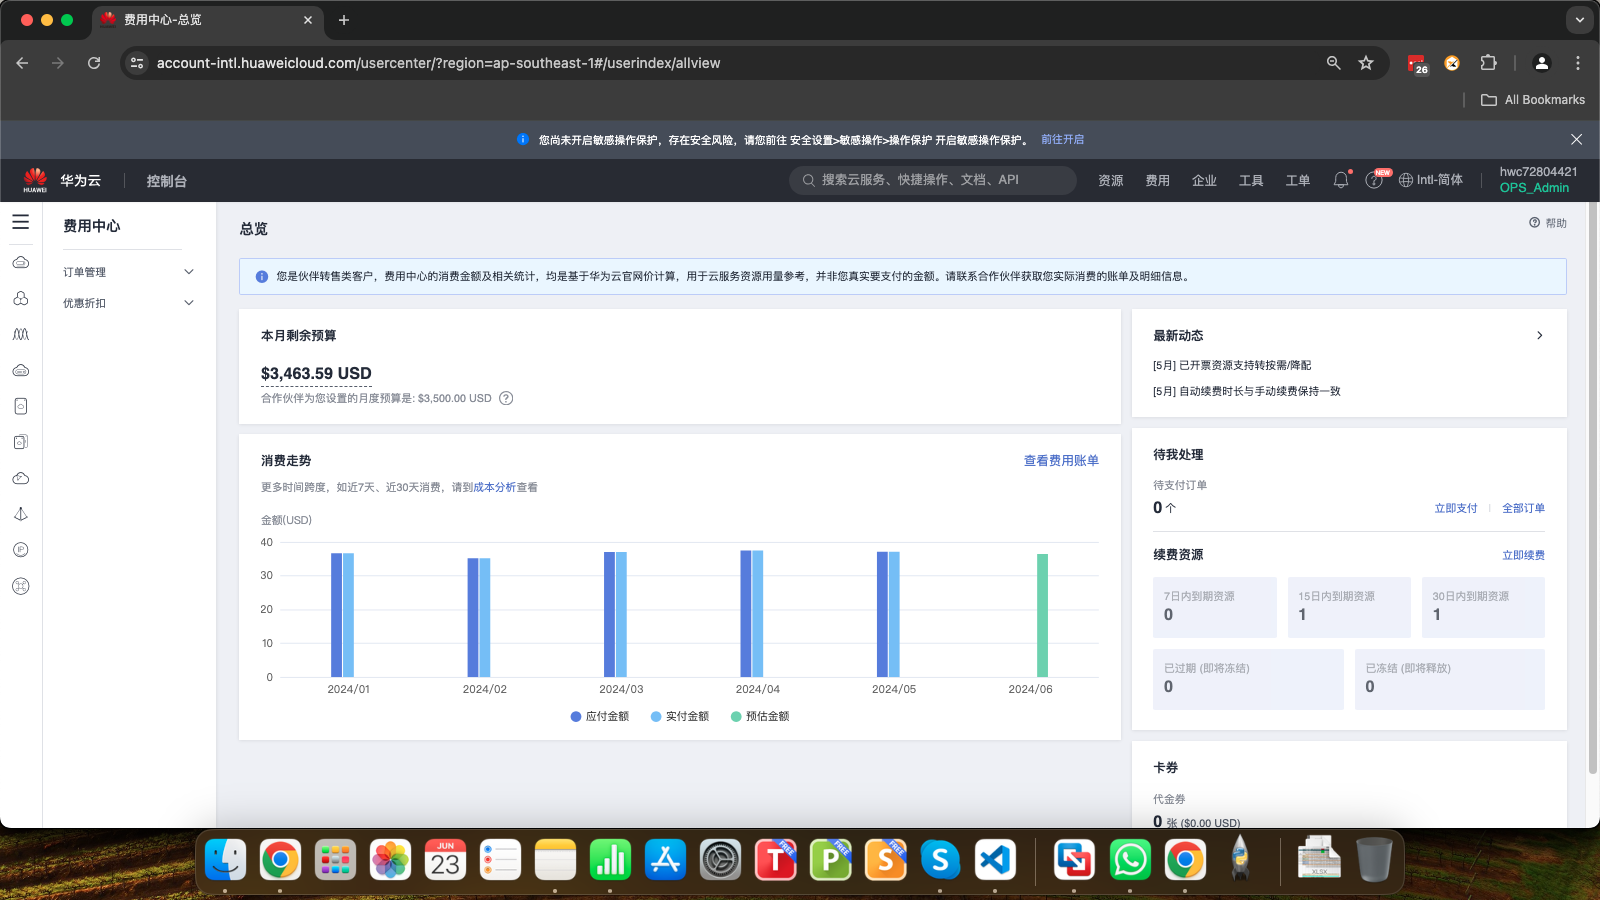 费用中心-总览
account-intl.huaweicloud.com/usercenter/?region=ap-southeast-1#/userindex/allview
26
All Bookmarks
您尚未开启敏感操作保护，存在安全风险，请您前往 安全设置>敏感操作>操作保护 开启敏感操作保护。 前往开启
HUAWEI
华为云
控制台
搜索云服务、快捷操作、文档、API
资源
费用
企业
工具
工单
NEW
Intl-简体
hwc72804421
OPS_Admin
费用中心
订单管理
优惠折扣
总览
帮助
您是伙伴转售类客户，费用中心的消费金额及相关统计，均是基于华为云官网价计算，用于云服务资源用量参考，并非您真实要支付的金额。请联系合作伙伴获取您实际消费的账单及明细信息。
本月剩余预算
$3,463.59 USD
合作伙伴为您设置的月度预算是: $3,500.00 USD
消费走势
查看费用账单
更多时间跨度，如近7天、近30天消费，请到成本分析查看
金额(USD)
40
30
20
10
0
2024/01
2024/02
2024/03
2024/04
2024/05
2024/06
应付金额
实付金额
预估金额
最新动态
[5月] 已开票资源支持转按需/降配
[5月] 自动续费时长与手动续费保持一致
待我处理
待支付订单
0 个
立即支付
全部订单
续费资源
立即续费
7日内到期资源
0
15日内到期资源
1
30日内到期资源
1
已过期 (即将冻结)
0
已冻结 (即将释放)
0
卡券
代金券
0 张 ($0.00 USD)
IP
JUN
23
T
FREE
P
FREE
S
FREE
S
XLSX